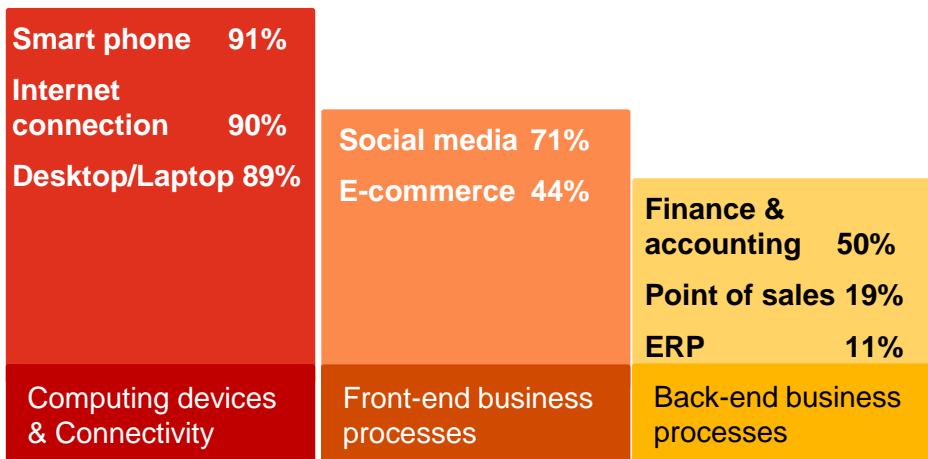 Smart phone 91%
Internet
connection 90%
Desktop/Laptop 89%
Computing devices
& Connectivity
Social media 71%
E-commerce 44%
Front-end business
processes
Finance &
accounting 50%
Point of sales 19%
ERP 11%
Back-end business
processes